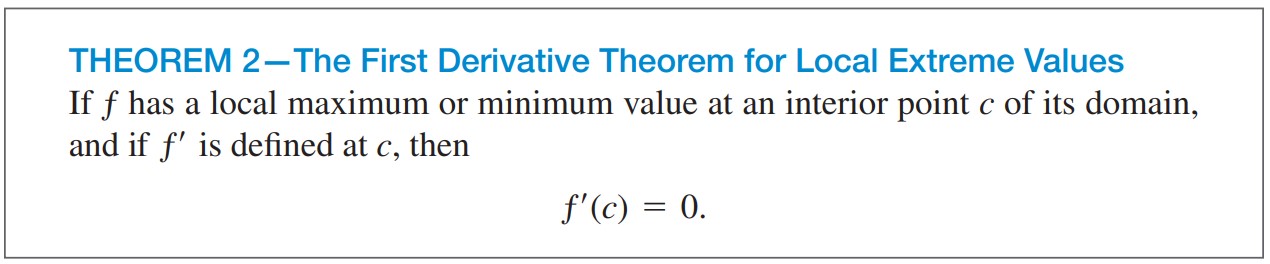 THEOREM 2—The First Derivative Theorem for Local Extreme Values
If f has a local maximum or minimum value at an interior point c of its domain,
and if f′ is defined at c, then
f′(c) = 0.